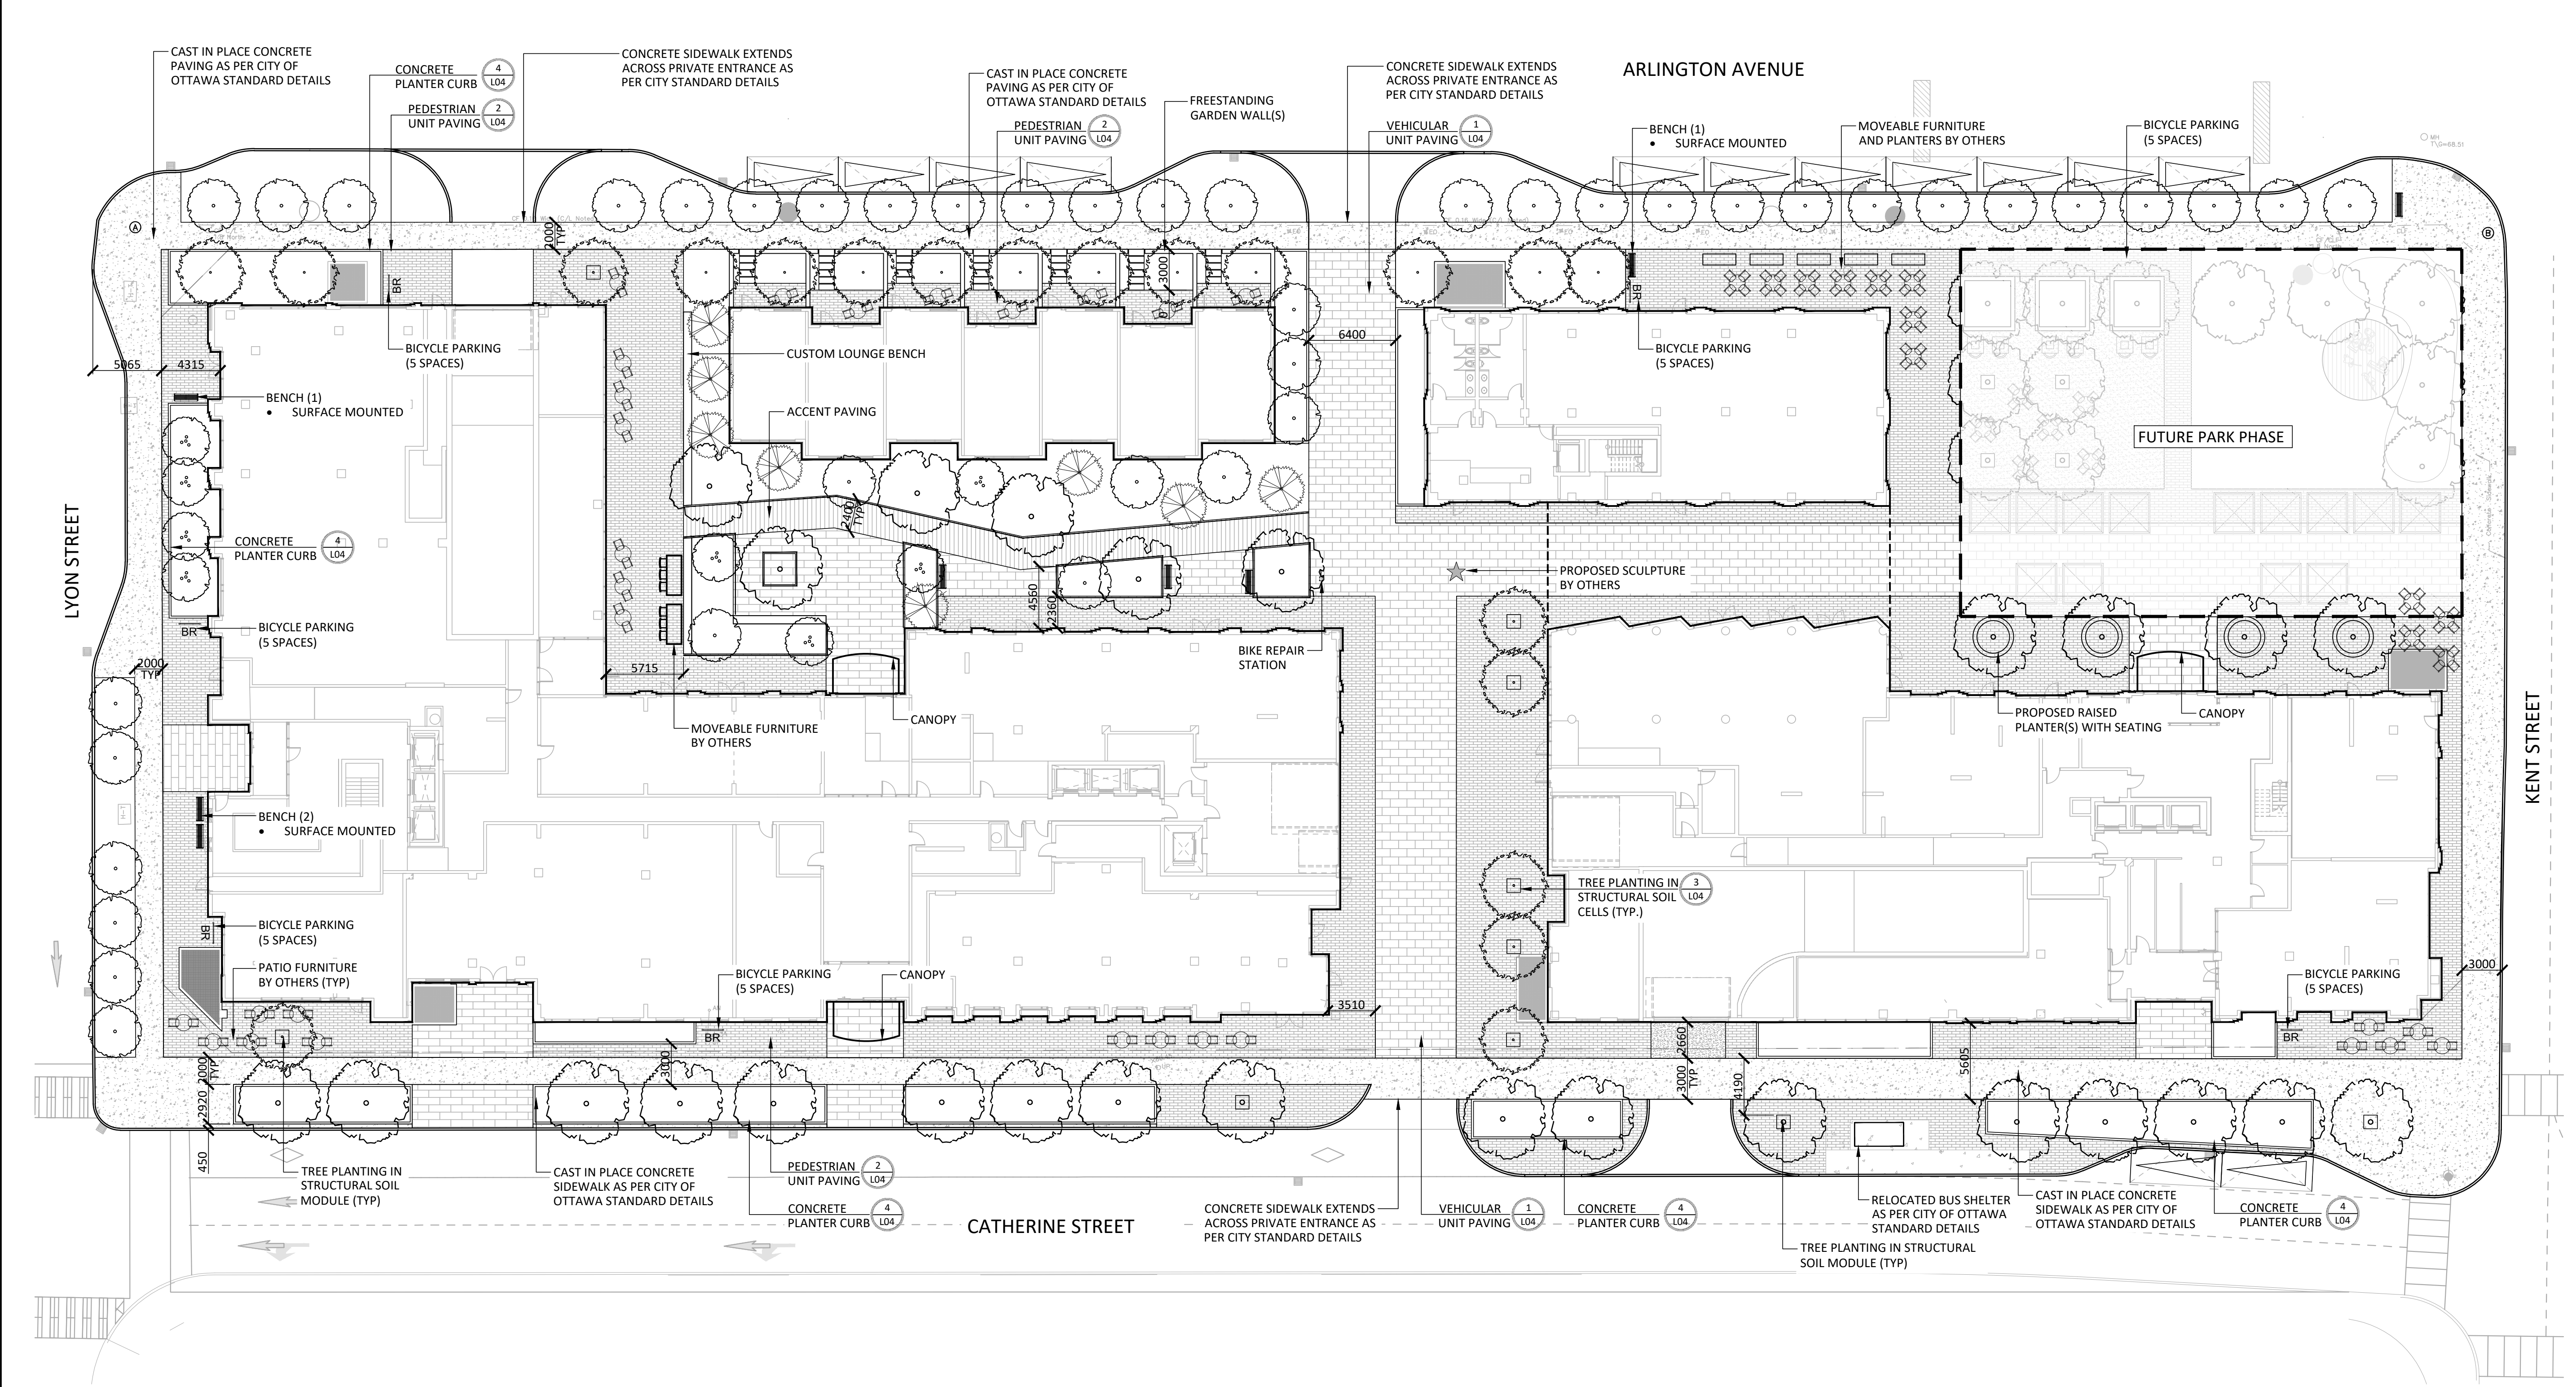 CAST IN PLACE CONCRETE
PAVING AS PER CITY OF
OTTAWA STANDARD DETAILS
CONCRETE
PLANTER CURB
4
L04
PEDESTRIAN
UNIT PAVING
2
L04
CONCRETE SIDEWALK EXTENDS
ACROSS PRIVATE ENTRANCE AS
PER CITY STANDARD DETAILS
CAST IN PLACE CONCRETE
PAVING AS PER CITY OF
OTTAWA STANDARD DETAILS
PEDESTRIAN
UNIT PAVING
2
L04
FREESTANDING
GARDEN WALL(S)
CONCRETE SIDEWALK EXTENDS
ACROSS PRIVATE ENTRANCE AS
PER CITY STANDARD DETAILS
VEHICULAR
UNIT PAVING
1
L04
ARLINGTON AVENUE
BENCH (1)
• SURFACE MOUNTED
MOVEABLE FURNITURE
AND PLANTERS BY OTHERS
BICYCLE PARKING
(5 SPACES)
MH
T\G=68.51
A
B
2000
TYP
3000
BR
BR
BICYCLE PARKING
(5 SPACES)
CUSTOM LOUNGE BENCH
6400
BICYCLE PARKING
(5 SPACES)
5065
4315
BENCH (1)
• SURFACE MOUNTED
ACCENT PAVING
FUTURE PARK PHASE
LYON STREET
2400
TYP
CONCRETE
PLANTER CURB
4
L04
PROPOSED SCULPTURE
BY OTHERS
4560
2360
BICYCLE PARKING
(5 SPACES)
BR
BIKE REPAIR
STATION
2000
TYP
5715
CANOPY
MOVEABLE FURNITURE
BY OTHERS
PROPOSED RAISED
PLANTER(S) WITH SEATING
CANOPY
KENT STREET
BENCH (2)
• SURFACE MOUNTED
TREE PLANTING IN
STRUCTURAL SOIL
CELLS (TYP.)
3
L04
BICYCLE PARKING
(5 SPACES)
BR
PATIO FURNITURE
BY OTHERS (TYP)
BICYCLE PARKING
(5 SPACES)
BR
CANOPY
3510
3000
BICYCLE PARKING
(5 SPACES)
BR
2000
TYP
2920
450
3000
2660
3000
TYP
4190
5605
TREE PLANTING IN
STRUCTURAL SOIL
MODULE (TYP)
CAST IN PLACE CONCRETE
SIDEWALK AS PER CITY OF
OTTAWA STANDARD DETAILS
PEDESTRIAN
UNIT PAVING
2
L04
CONCRETE
PLANTER CURB
4
L04
CATHERINE STREET
CONCRETE SIDEWALK EXTENDS
ACROSS PRIVATE ENTRANCE AS
PER CITY STANDARD DETAILS
VEHICULAR
UNIT PAVING
1
L04
CONCRETE
PLANTER CURB
4
L04
RELOCATED BUS SHELTER
AS PER CITY OF OTTAWA
STANDARD DETAILS
TREE PLANTING IN STRUCTURAL
SOIL MODULE (TYP)
CAST IN PLACE CONCRETE
SIDEWALK AS PER CITY OF
OTTAWA STANDARD DETAILS
CONCRETE
PLANTER CURB
4
L04